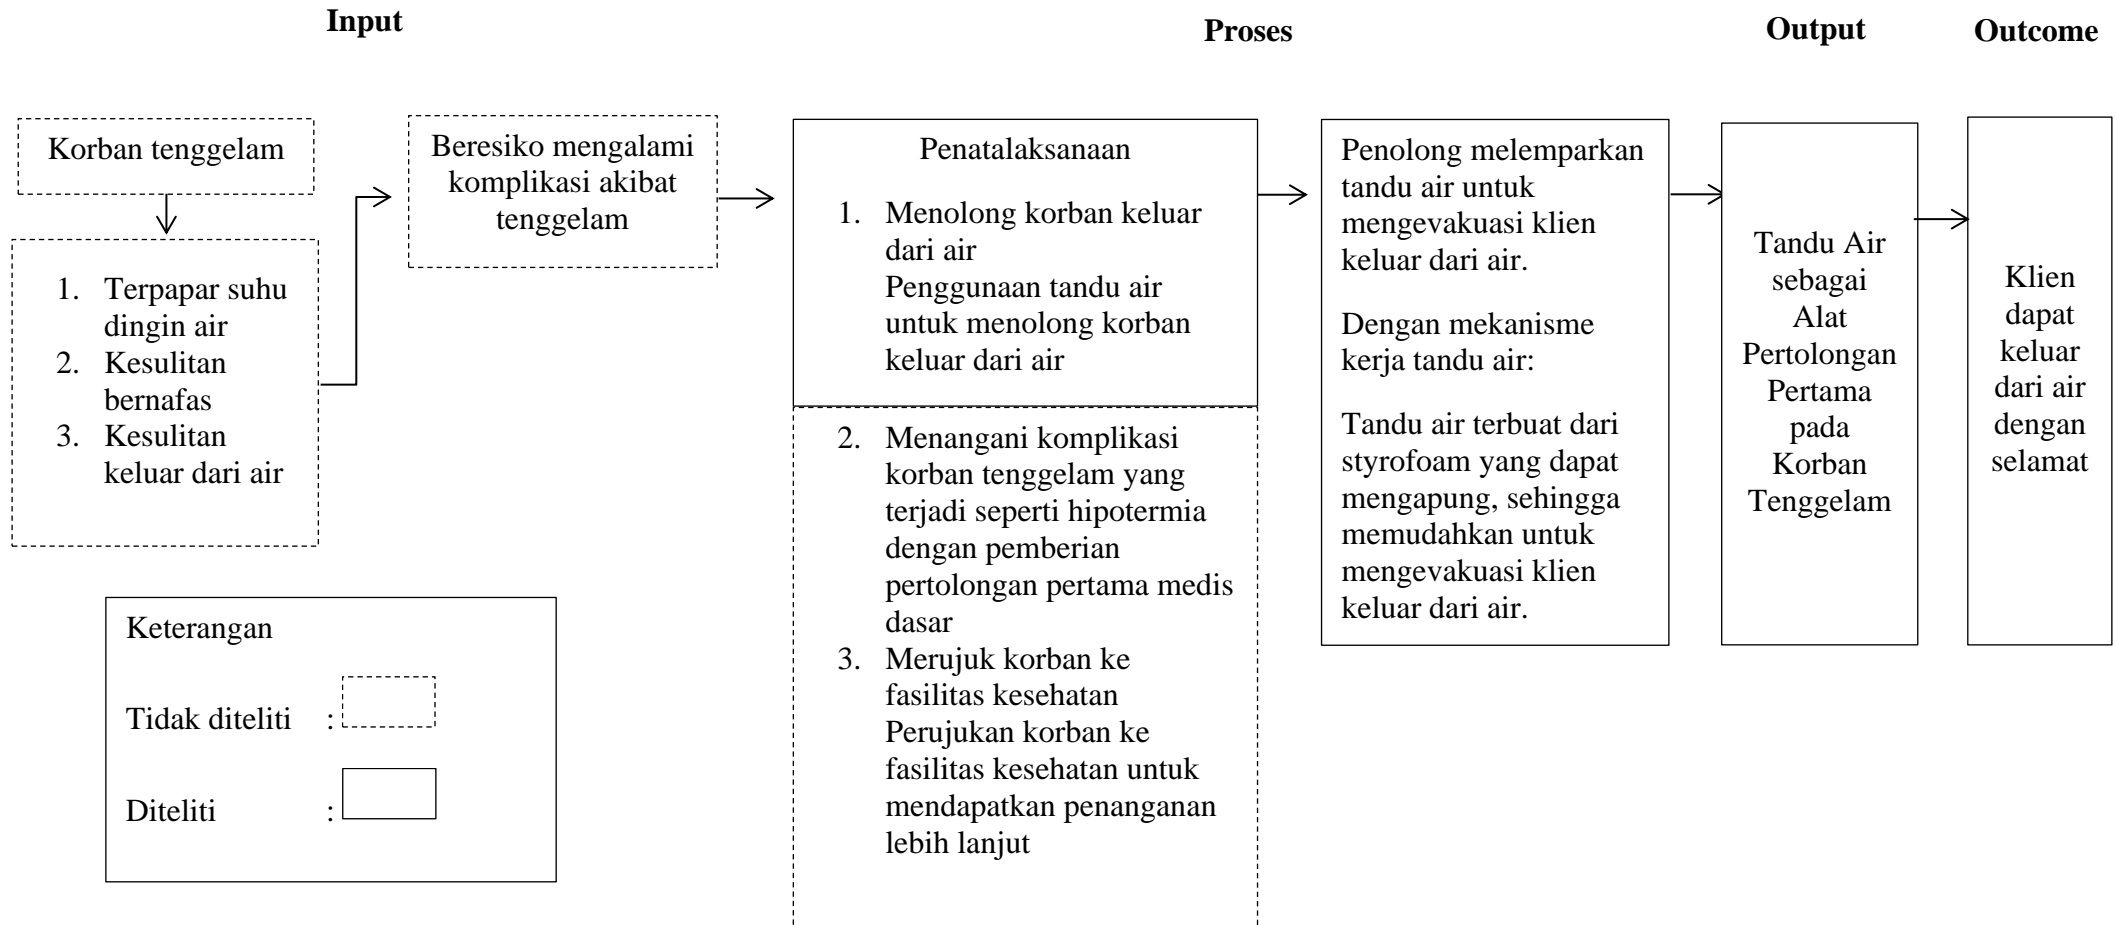 Input
Proses
Output
Outcome
Korban tenggelam
1. Terpapar suhu
dingin air
2. Kesulitan
bernafas
3. Kesulitan
keluar dari air
Beresiko mengalami
komplikasi akibat
tenggelam
Penatalaksanaan
1. Menolong korban keluar
dari air
Penggunaan tandu air
untuk menolong korban
keluar dari air
2. Menangani komplikasi
korban tenggelam yang
terjadi seperti hipotermia
dengan pemberian
pertolongan pertama medis
dasar
3. Merujuk korban ke
fasilitas kesehatan
Perujukan korban ke
fasilitas kesehatan untuk
mendapatkan penanganan
lebih lanjut
Penolong melemparkan
tandu air untuk
mengevakuasi klien
keluar dari air.
Dengan mekanisme
kerja tandu air:
Tandu air terbuat dari
styrofoam yang dapat
mengapung, sehingga
memudahkan untuk
mengevakuasi klien
keluar dari air.
Tandu Air
sebagai
Alat
Pertolongan
Pertama
pada
Korban
Tenggelam
Klien
dapat
keluar
dari air
dengan
selamat
Keterangan
Tidak diteliti :
Diteliti :